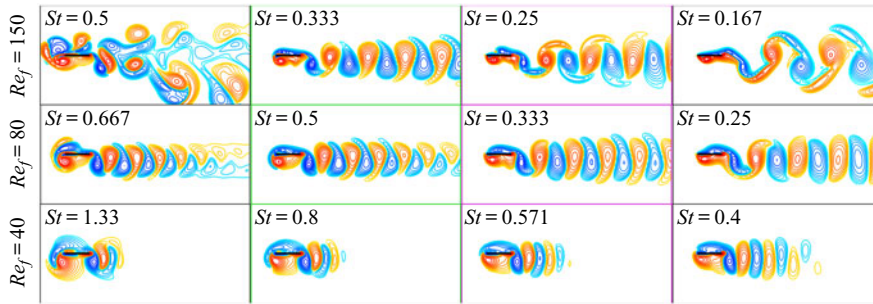 Re_f = 150
St = 0.5
St = 0.333
St = 0.25
St = 0.167
Re_f = 80
St = 0.667
St = 0.5
St = 0.333
St = 0.25
Re_f = 40
St = 1.33
St = 0.8
St = 0.571
St = 0.4